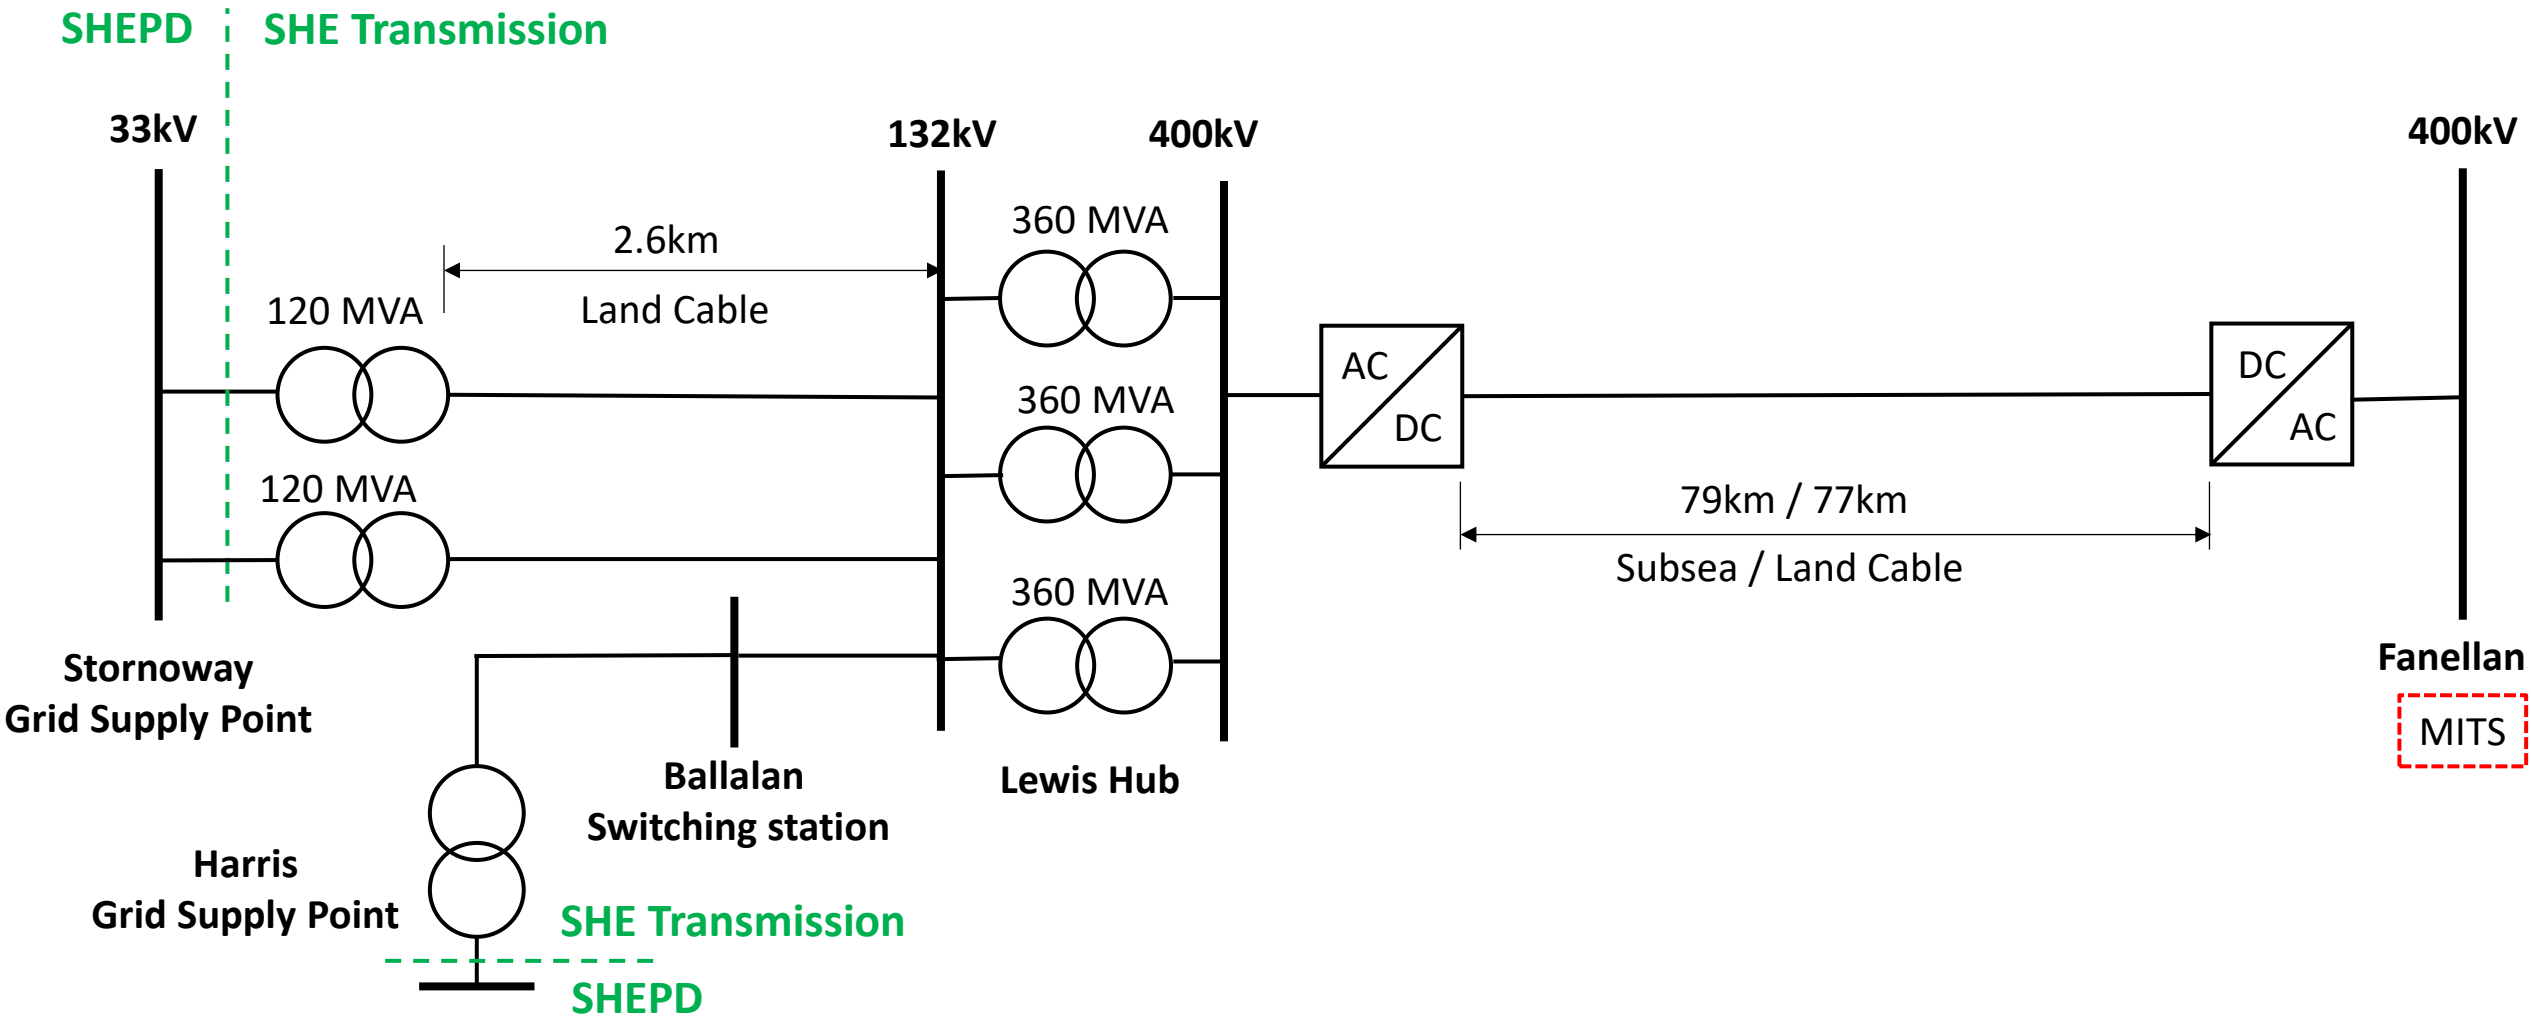 SHEPD
SHE Transmission
33kV
132kV
400kV
400kV
360 MVA
2.6km
Land Cable
120 MVA
360 MVA
AC
DC
DC
AC
120 MVA
79km / 77km
Subsea / Land Cable
360 MVA
Stornoway
Grid Supply Point
Fanellan
MITS
Ballalan
Switching station
Lewis Hub
Harris
Grid Supply Point
SHE Transmission
SHEPD